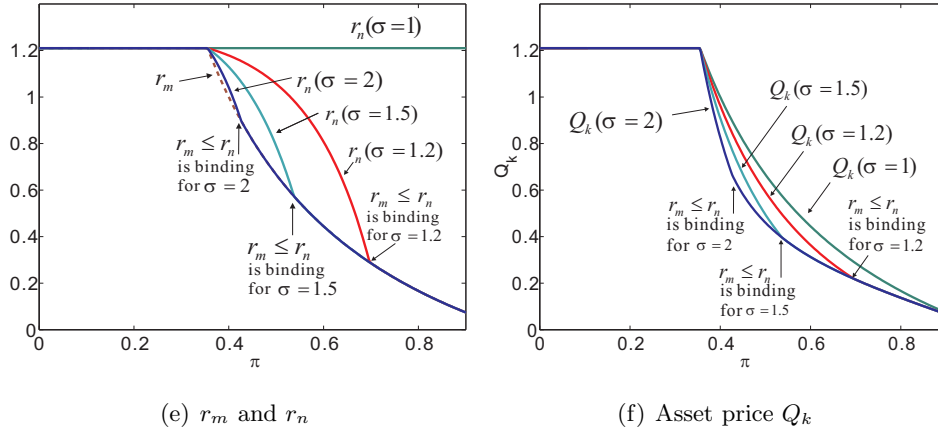 r_n(σ=1)
1.2
1
0.8
0.6
0.4
0.2
0
r_m
r_n(σ=2)
r_n(σ=1.5)
r_n(σ=1.2)
r_m ≤ r_n
is binding
for σ=2
r_m ≤ r_n
is binding
for σ=1.2
r_m ≤ r_n
is binding
for σ=1.5
0
0.2
0.4
0.6
0.8
π
(e) r_m and r_n
Q_k
1.2
1
0.8
0.6
0.4
0.2
0
Q_k(σ=2)
Q_k(σ=1.5)
Q_k(σ=1.2)
Q_k(σ=1)
r_m ≤ r_n
is binding
for σ=2
r_m ≤ r_n
is binding
for σ=1.2
r_m ≤ r_n
is binding
for σ=1.5
0
0.2
0.4
0.6
0.8
π
(f) Asset price Q_k